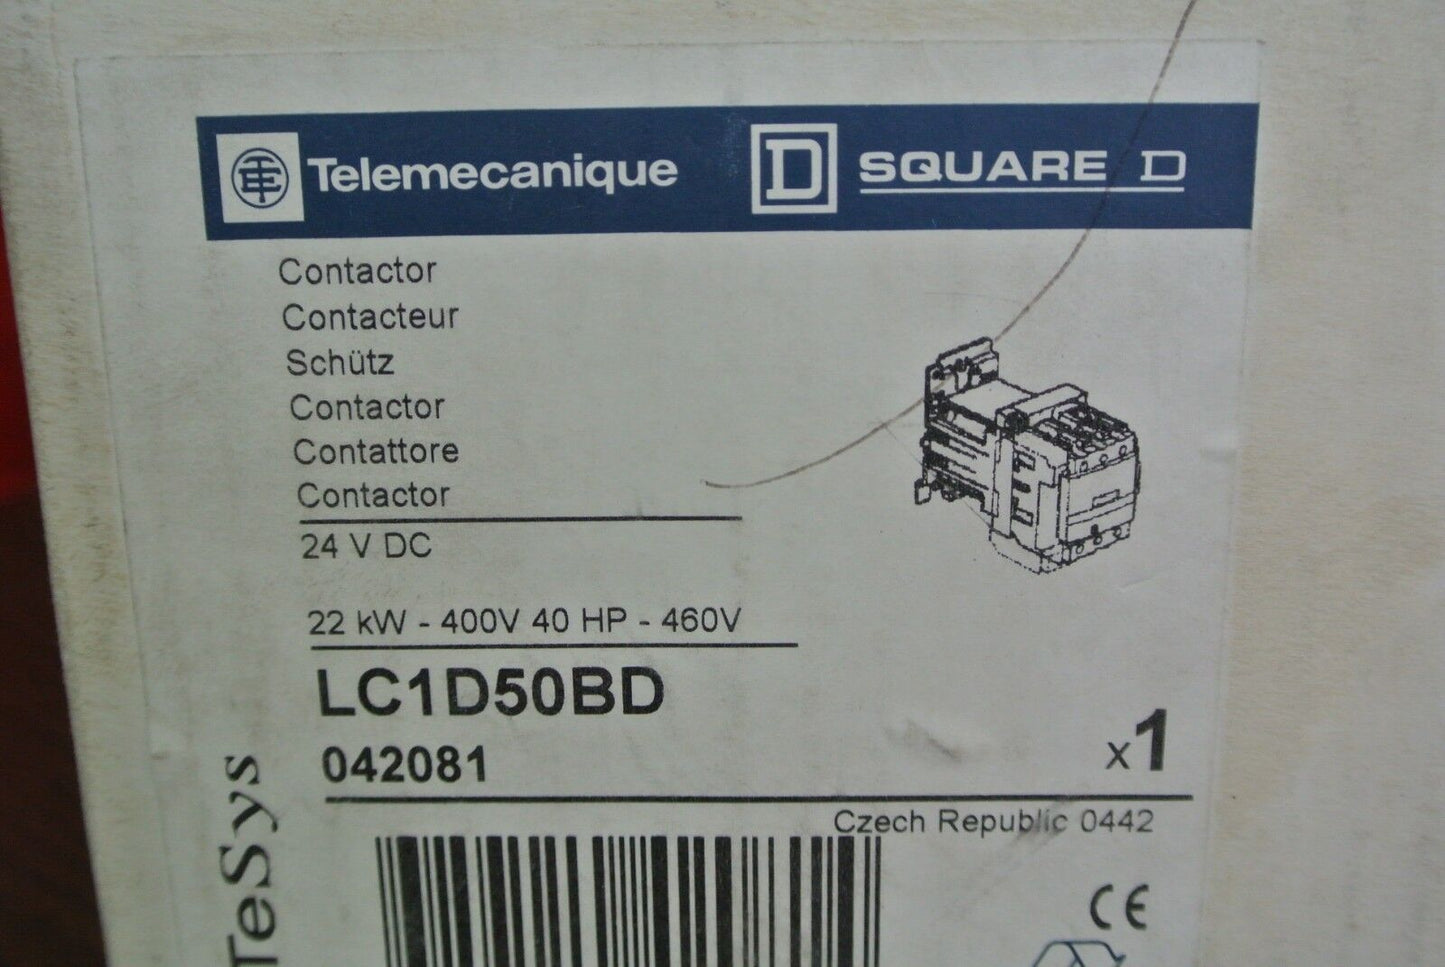 Telemecanique D SQUARE D
Contactor
Contacteur
Schütz
Contactor
Contattore
Contactor
24 V DC
22 kW - 400V 40 HP - 460V
LC1D50BD
042081
x1
Czech Republic 0442
TeSys
CE